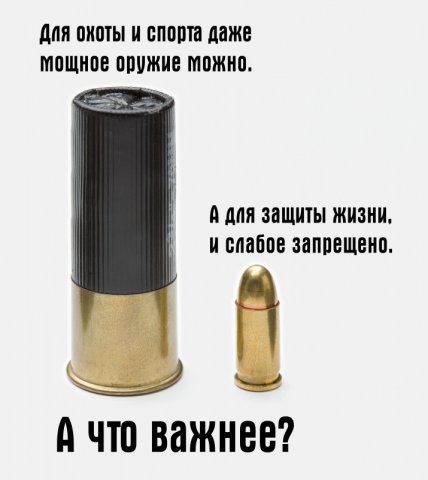 Для охоты и спорта даже
мощное оружие можно.
А для защиты жизни,
и слабое запрещено.
А что важнее?